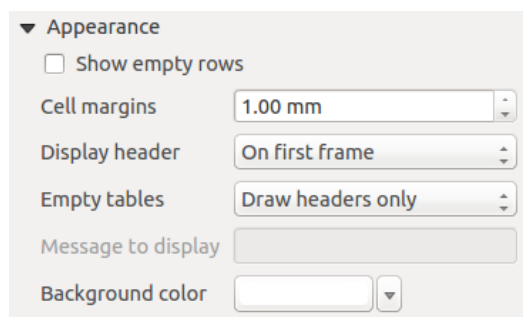 Appearance
Show empty rows
Cell margins 1.00 mm
Display header On first frame
Empty tables Draw headers only
Message to display
Background color